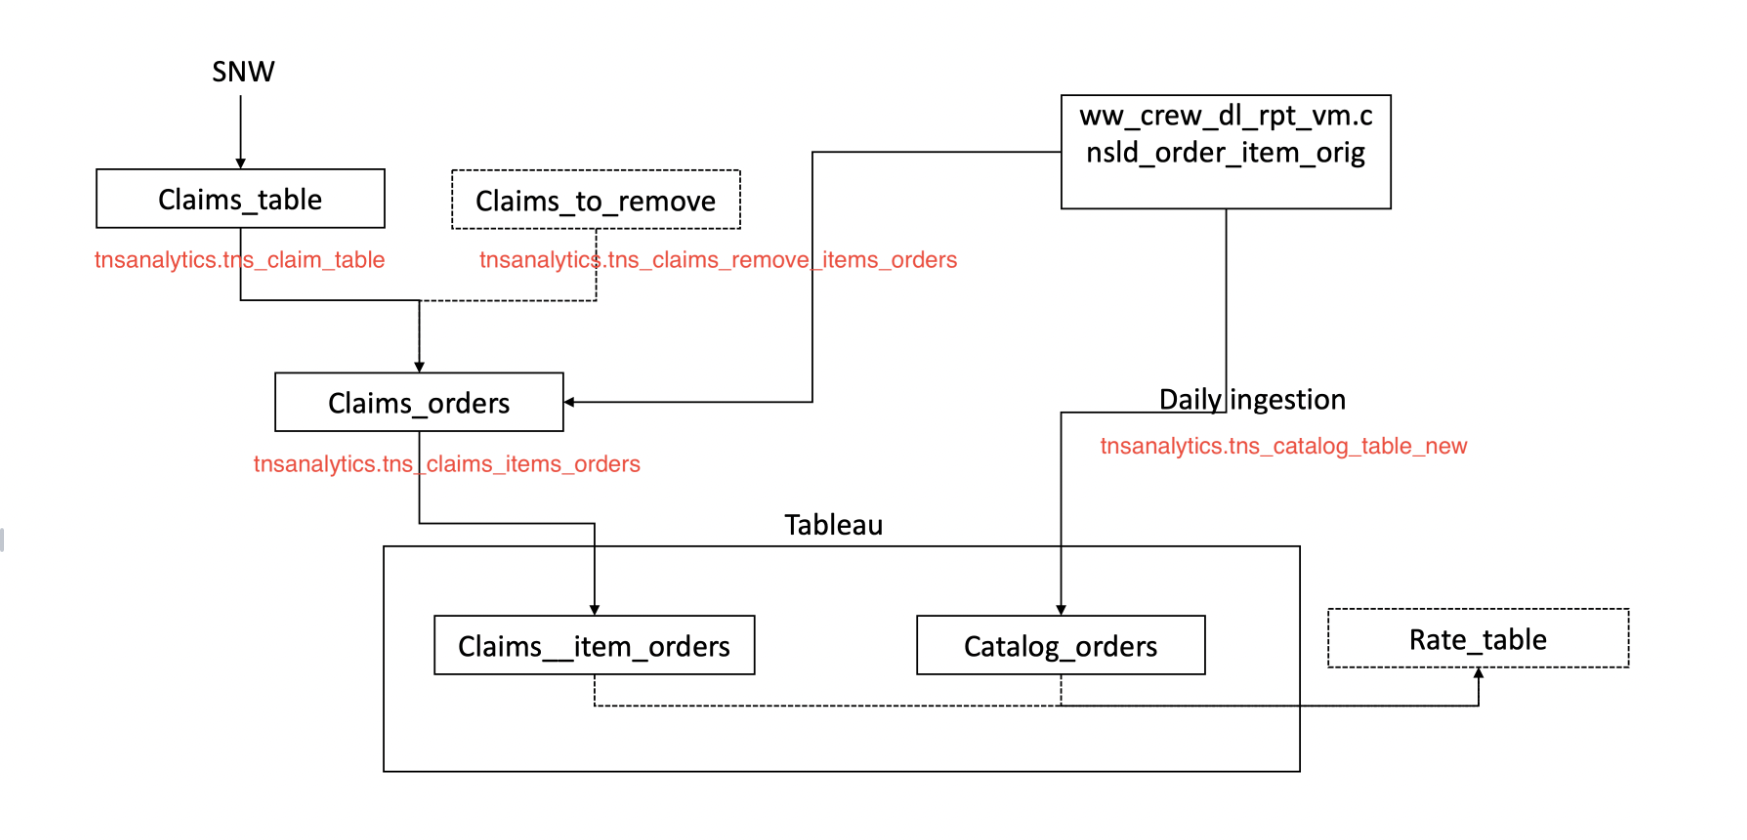 SNW
ww_crew_dl_rpt_vm.c
nsld_order_item_orig
Claims_table
Claims_to_remove
tnsanalytics.tns_claim_table
tnsanalytics.tns_claims_remove_items_orders
Claims_orders
Daily ingestion
tnsanalytics.tns_catalog_table_new
tnsanalytics.tns_claims_items_orders
Tableau
Claims__item_orders
Catalog_orders
Rate_table